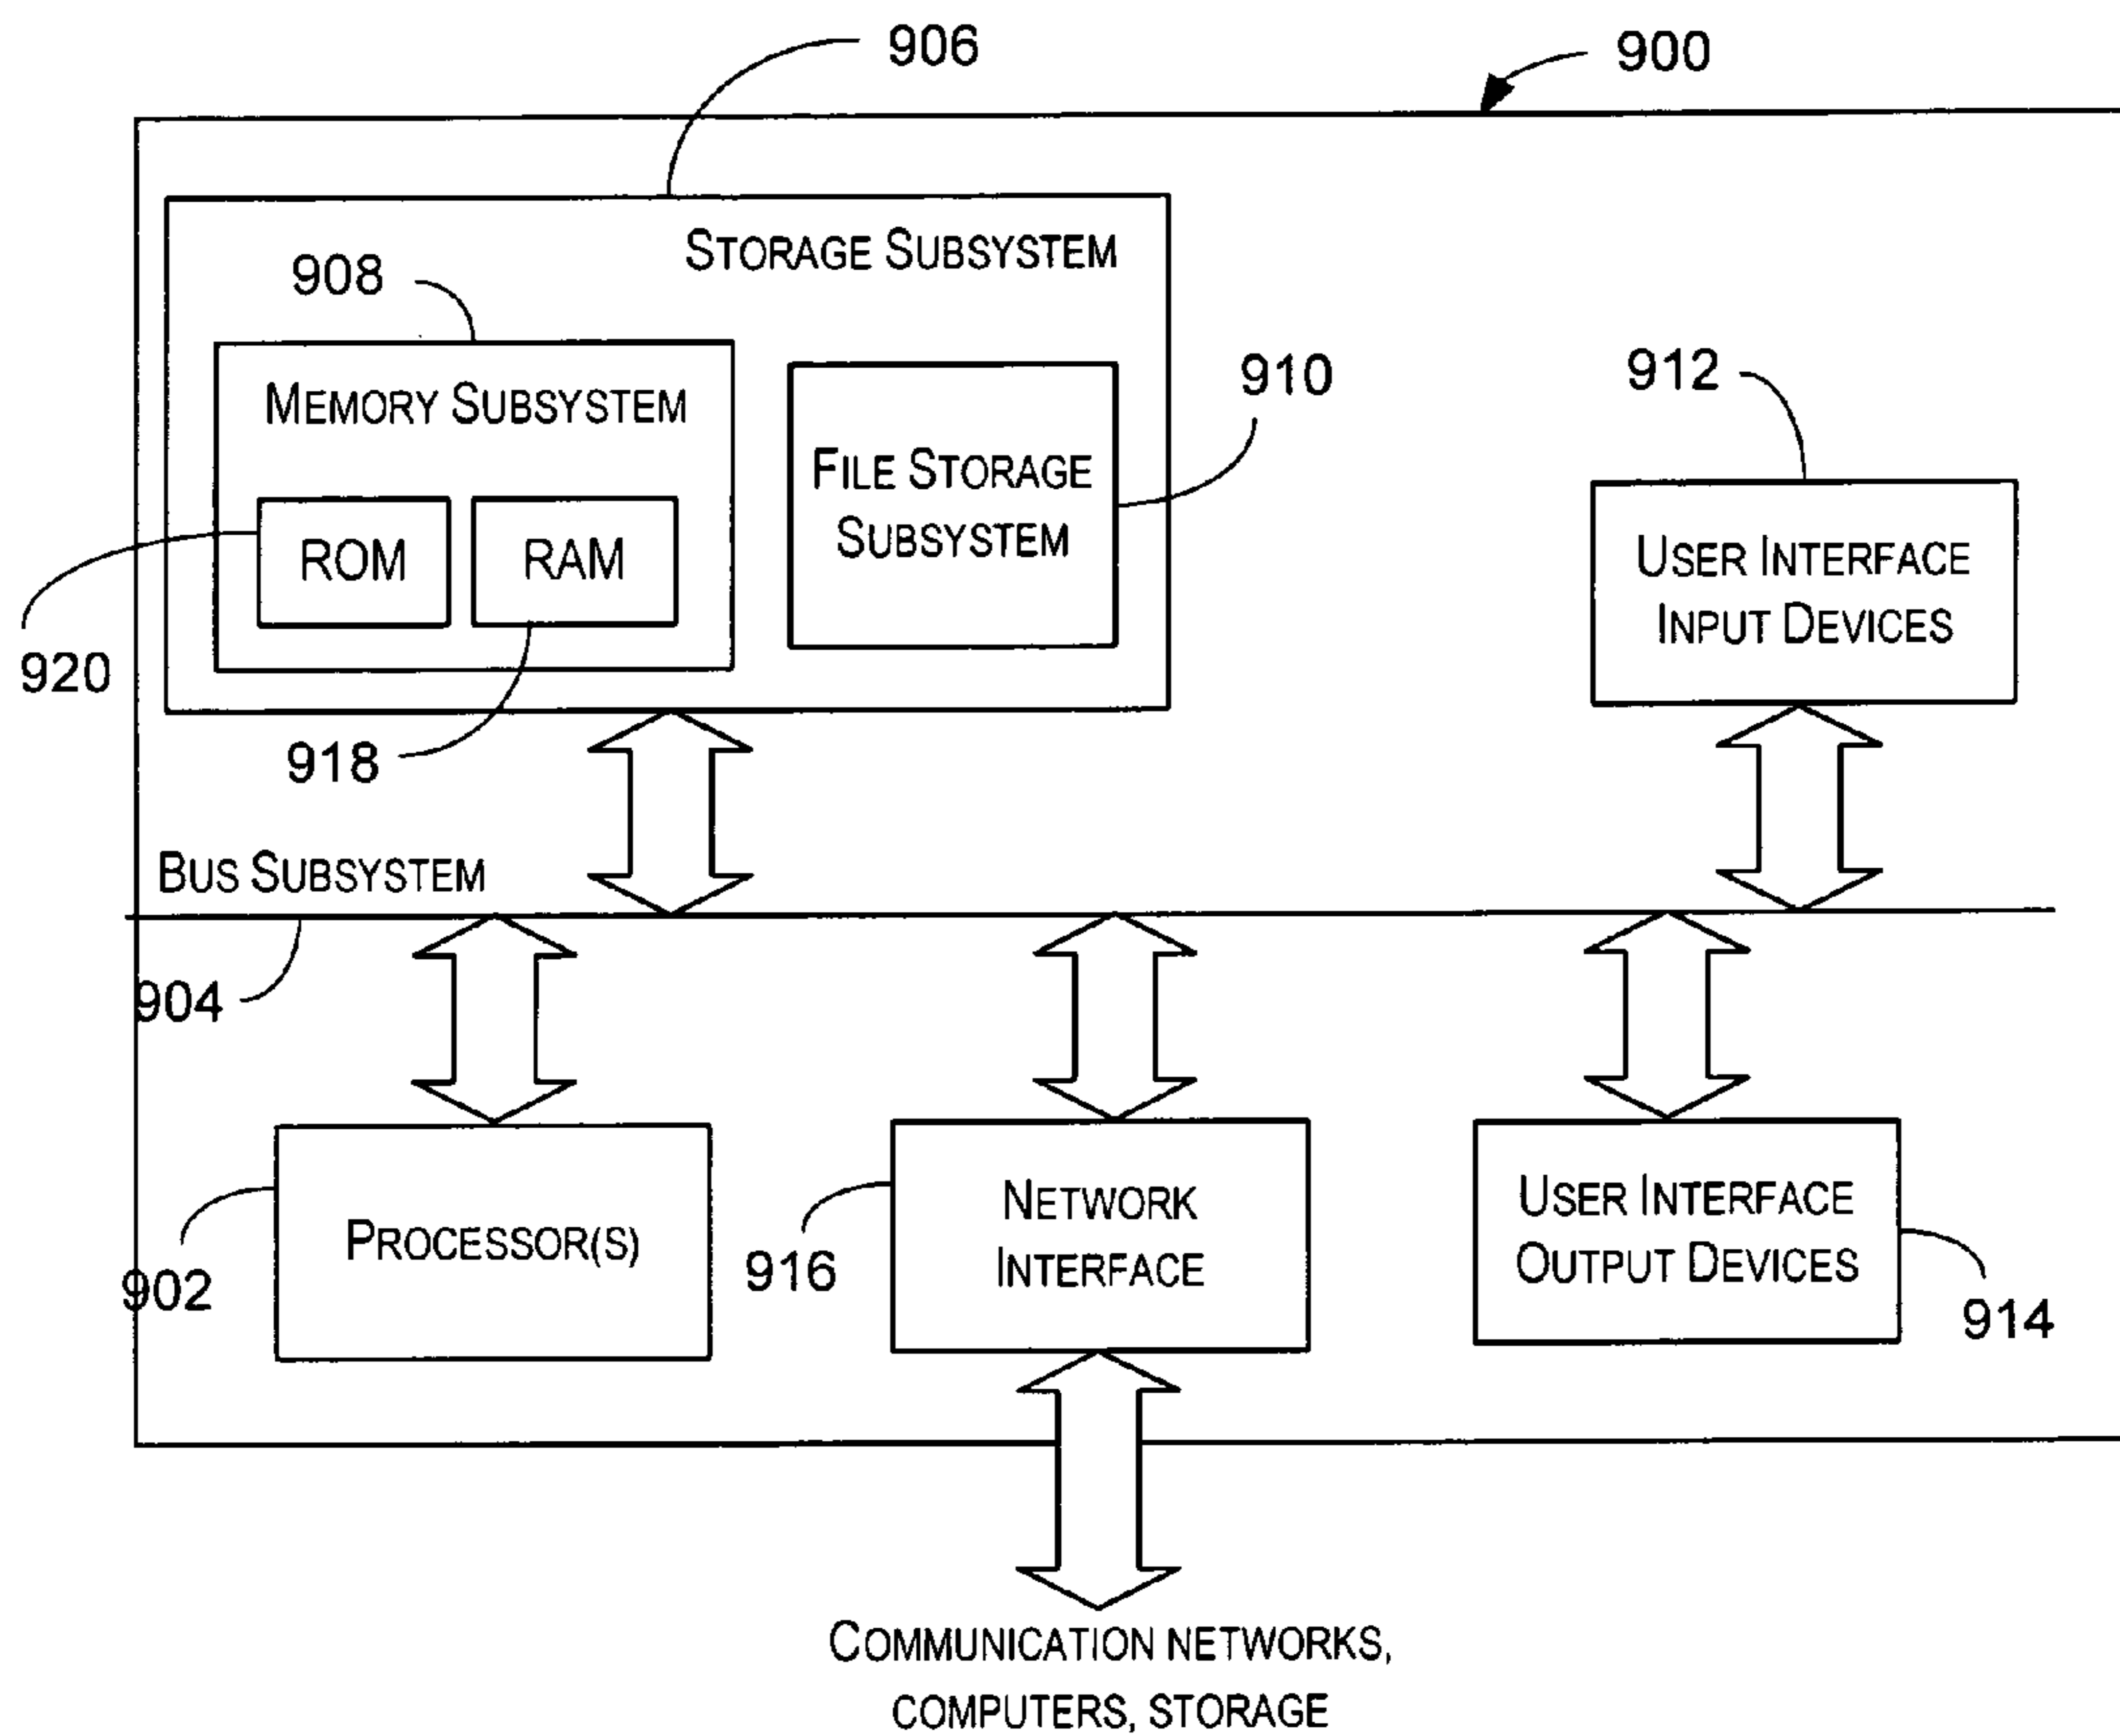 906
900
STORAGE SUBSYSTEM
908
MEMORY SUBSYSTEM
910
912
FILE STORAGE
SUBSYSTEM
ROM
RAM
USER INTERFACE
INPUT DEVICES
920
918
BUS SUBSYSTEM
904
PROCESSOR(S)
902
NETWORK
INTERFACE
916
USER INTERFACE
OUTPUT DEVICES
914
COMMUNICATION NETWORKS,
COMPUTERS, STORAGE